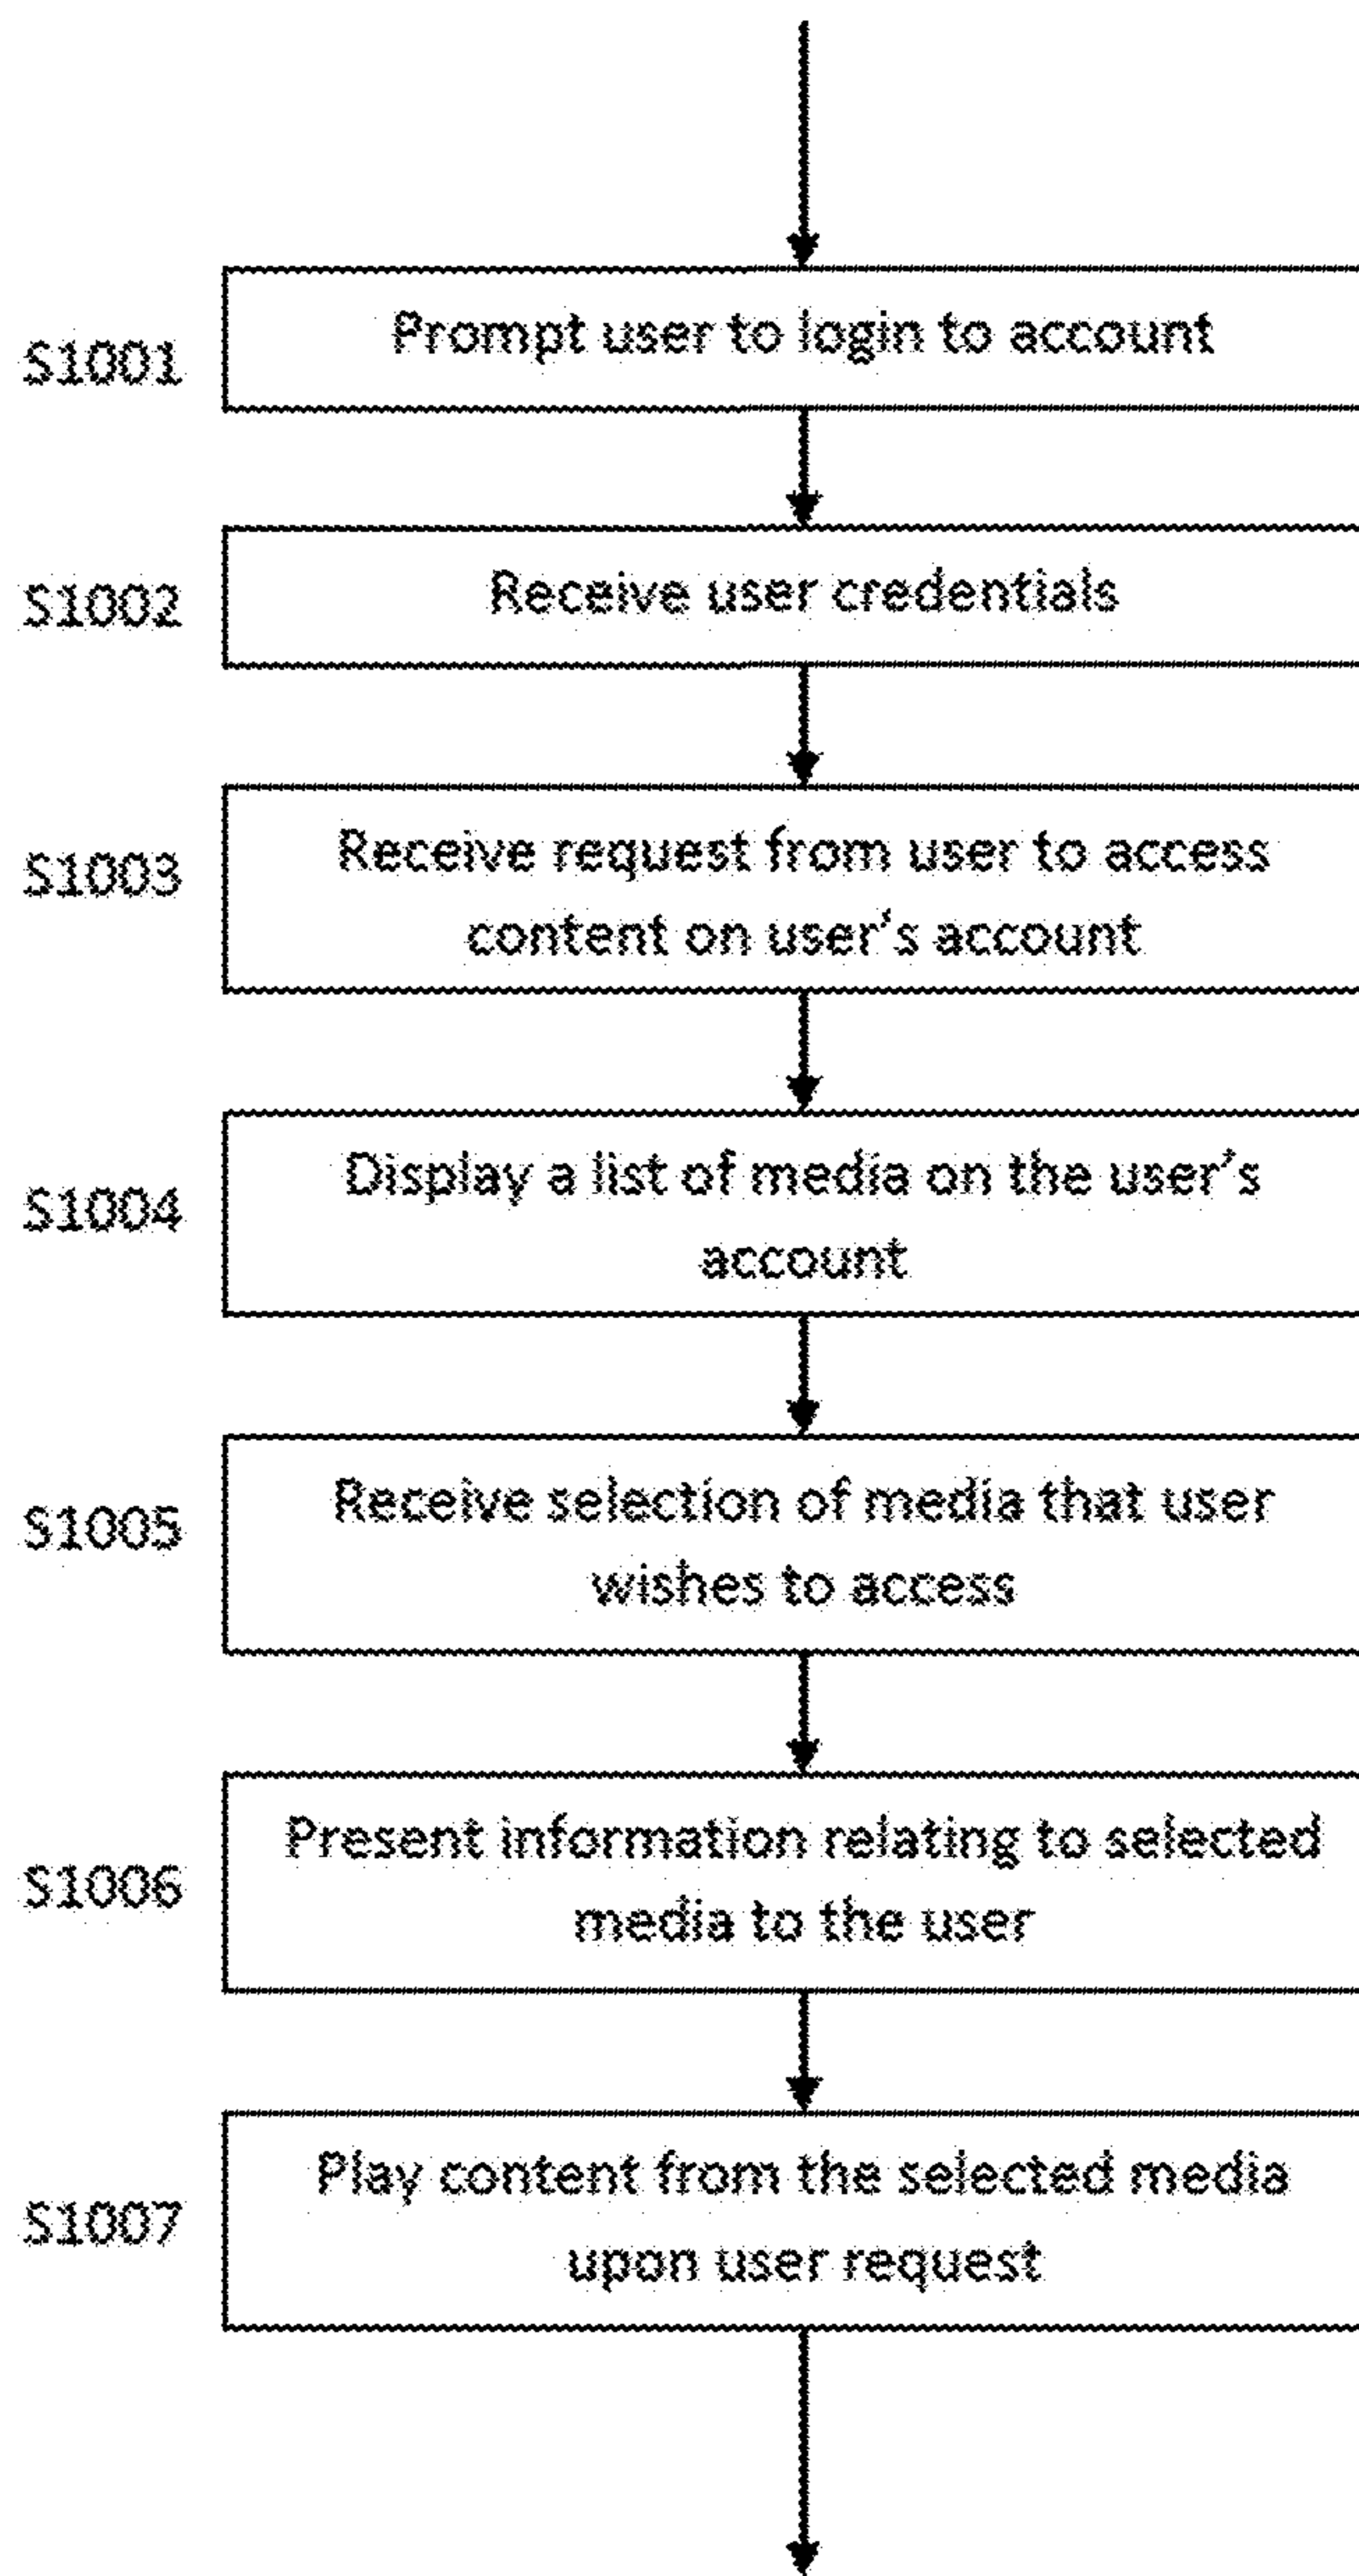 S1001
Prompt user to login to account
S1002
Receive user credentials
S1003
Receive request from user to access
content on user's account
S1004
Display a list of media on the user's
account
S1005
Receive selection of media that user
wishes to access
S1006
Present information relating to selected
media to the user
S1007
Play content from the selected media
upon user request